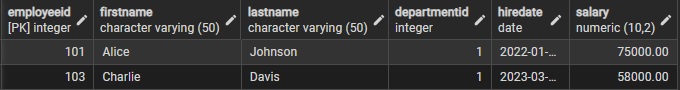 employeeid firstname lastname departmentid hiredate salary
[PK] integer character varying (50) character varying (50) integer date numeric (10,2)
101 Alice Johnson 1 2022-01-... 75000.00
103 Charlie Davis 1 2023-03-... 58000.00